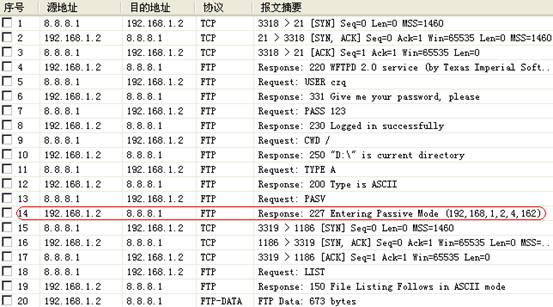 序号 源地址 目的地址 协议 报文摘要
1 8.8.8.1 192.168.1.2 TCP 3318 > 21 [SYN] Seq=0 Len=0 MSS=1460
2 192.168.1.2 8.8.8.1 TCP 21 > 3318 [SYN, ACK] Seq=0 Ack=1 Win=65535 Len=0 MSS=1460
3 8.8.8.1 192.168.1.2 TCP 3318 > 21 [ACK] Seq=1 Ack=1 Win=65535 Len=0
4 192.168.1.2 8.8.8.1 FTP Response: 220 WFTPD 2.0 service (by Texas Imperial Soft..
5 8.8.8.1 192.168.1.2 FTP Request: USER czq
6 192.168.1.2 8.8.8.1 FTP Response: 331 Give me your password, please
7 8.8.8.1 192.168.1.2 FTP Request: PASS 123
8 192.168.1.2 8.8.8.1 FTP Response: 230 Logged in successfully
9 8.8.8.1 192.168.1.2 FTP Request: CWD /
10 192.168.1.2 8.8.8.1 FTP Response: 250 "D:\" is current directory
11 8.8.8.1 192.168.1.2 FTP Request: TYPE A
12 192.168.1.2 8.8.8.1 FTP Response: 200 Type is ASCII
13 8.8.8.1 192.168.1.2 FTP Request: PASV
14 192.168.1.2 8.8.8.1 FTP Response: 227 Entering Passive Mode (192,168,1,2,4,162)
15 8.8.8.1 192.168.1.2 TCP 3319 > 1186 [SYN] Seq=0 Len=0 MSS=1460
16 192.168.1.2 8.8.8.1 TCP 1186 > 3319 [SYN, ACK] Seq=0 Ack=1 Win=65535 Len=0 MSS=...
17 8.8.8.1 192.168.1.2 TCP 3319 > 1186 [ACK] Seq=1 Ack=1 Win=65535 Len=0
18 8.8.8.1 192.168.1.2 FTP Request: LIST
19 192.168.1.2 8.8.8.1 FTP Response: 150 File Listing Follows in ASCII mode
20 192.168.1.2 8.8.8.1 FTP-DATA FTP Data: 673 bytes